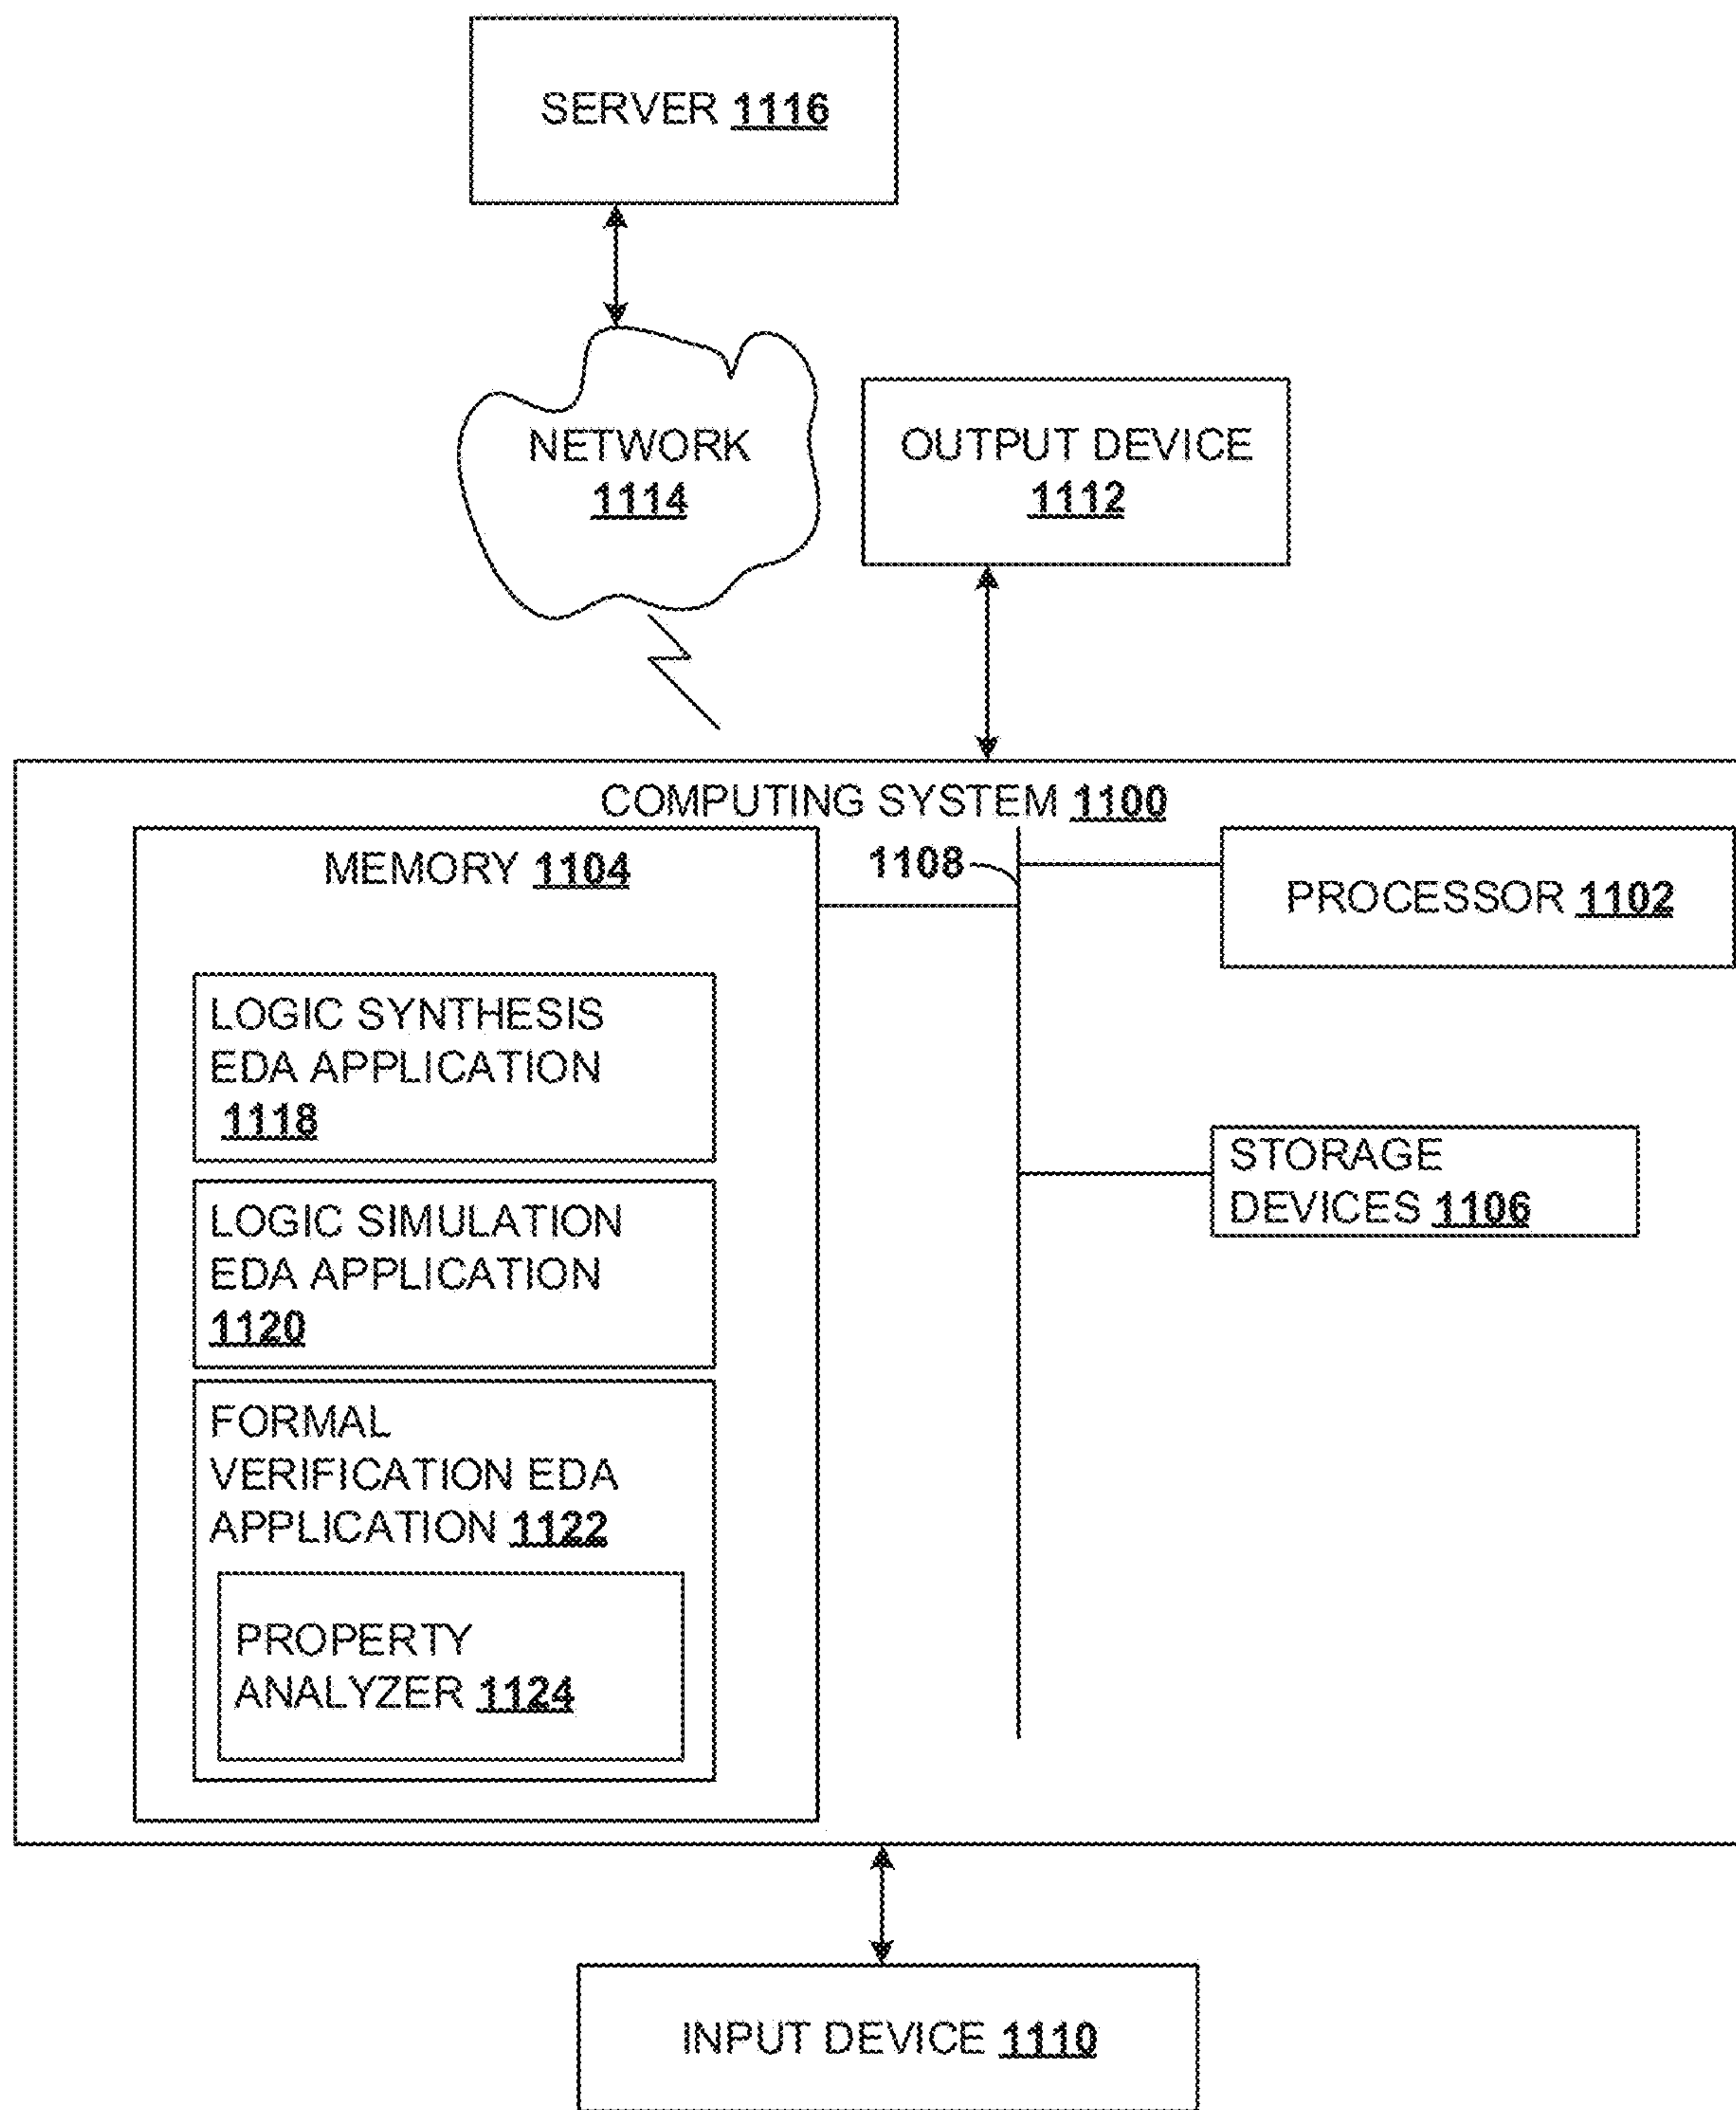 SERVER 1116
NETWORK
1114
OUTPUT DEVICE
1112
COMPUTING SYSTEM 1100
MEMORY 1104
1108
PROCESSOR 1102
LOGIC SYNTHESIS
EDA APPLICATION
1118
STORAGE
DEVICES 1106
LOGIC SIMULATION
EDA APPLICATION
1120
FORMAL
VERIFICATION EDA
APPLICATION 1122
PROPERTY
ANALYZER 1124
INPUT DEVICE 1110